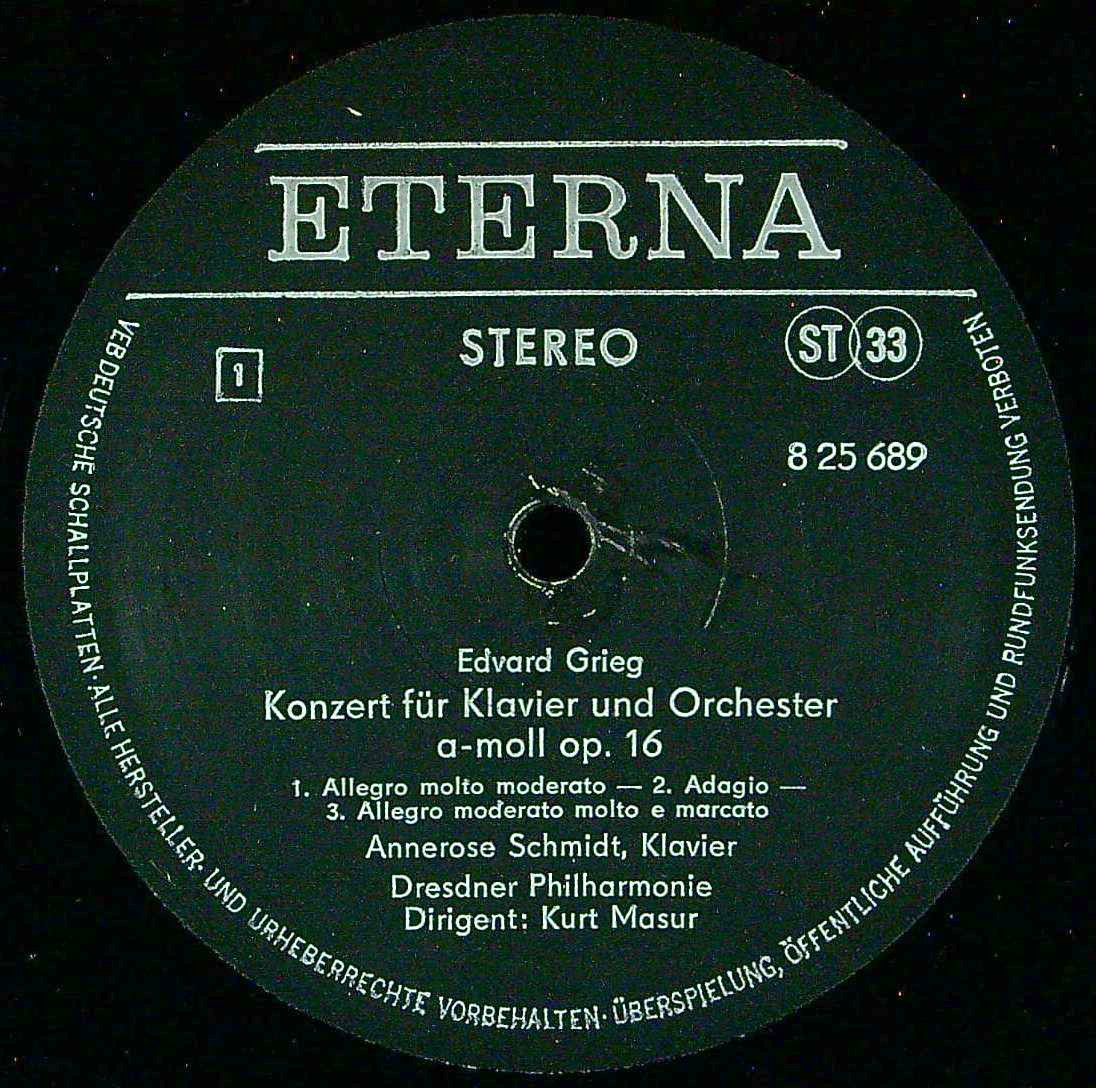 ETERNA
STEREO
1
ST 33
8 25 689
Edvard Grieg
Konzert für Klavier und Orchester
a-moll op. 16
1. Allegro molto moderato — 2. Adagio —
3. Allegro moderato molto e marcato
Annerose Schmidt, Klavier
Dresdner Philharmonie
Dirigent: Kurt Masur
VEB DEUTSCHE SCHALLPLATTEN · ALLE HERSTELLER- UND URHEBERRECHTE VORBEHALTEN · ÜBERSPIELUNG, ÖFFENTLICHE AUFFÜHRUNG UND RUNDFUNKSENDUNG VERBOTEN